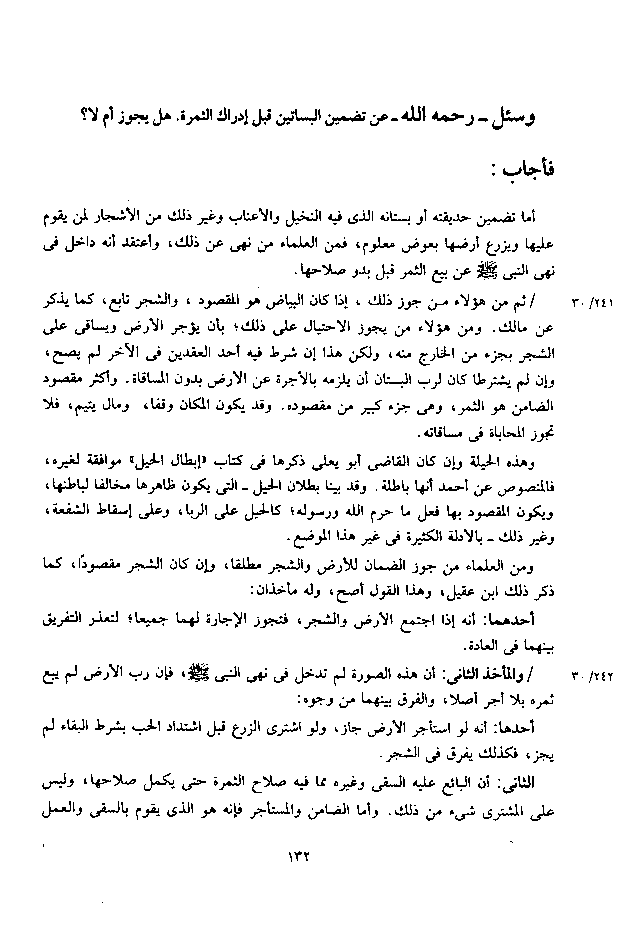 وسئل ـ رحمه الله ـ عن تضمين البساتين قبل إدراك الثمرة. هل يجوز أم لا؟
فأجاب :
أما تضمين حديقته أو بستانه الذى فيه النخيل والأعناب وغير ذلك من الأشجار لمن يقوم
عليها ويزرع أرضها بعوض معلوم، فمن العلماء من نهى عن ذلك، وأعتقد أنه داخل فى
نهى النبى ﷺ عن بيع الثمر قبل بدو صلاحها.
٣٠/٢٤١ / ثم من هؤلاء مـن جوز ذلك ، إذا كان البياض هو المقصود ، والشجر تابع، كما يذكر
عن مالك. ومن هؤلاء من يجوز الاحتيال على ذلك؛ بأن يؤجر الأرض ويساقى على
الشجر بجزء من الخارج منه، ولكن هذا إن شرط فيه أحد العقدين فى الآخر لم يصح،
وإن لم يشترطا كان لرب البستان أن يلزمه بالأجرة عن الأرض بدون المساقاة. وأكثر مقصود
الضامن هو الثمر، وهى جزء كبير من مقصوده. وقد يكون المكان وقفا، ومال يتيم، فلا
تجوز المحاباة فى مساقاته.
وهذه الحيلة وإن كان القاضى أبو يعلى ذكرها فى كتاب «إبطال الحيل» موافقة لغيره،
فالمنصوص عن أحمد أنها باطلة. وقد بينا بطلان الحيل ـ التى يكون ظاهرها مخالفا لباطنها،
ويكون المقصود بها فعل ما حرم الله ورسوله؛ كالحيل على الربا، وعلى إسقاط الشفعة،
وغير ذلك ـ بالأدلة الكثيرة فى غير هذا الموضع.
ومن العلماء من جوز الضمان للأرض والشجر مطلقا، وإن كان الشجر مقصودًا، كما
ذكر ذلك ابن عقيل، وهذا القول أصح، وله مأخذان:
أحدهما: أنه إذا اجتمع الأرض والشجر، فتجوز الإجارة لهما جميعا؛ لتعذر التفريق
بينهما فى العادة.
٣٠/٢٤٢ / والمأخذ الثانى: أن هذه الصورة لم تدخل فى نهى النبى ﷺ، فإن رب الأرض لم يبع
ثمره بلا أجر أصلا، والفرق بينهما من وجوه:
أحدها: أنه لو استأجر الأرض جاز، ولو اشترى الزرع قبل اشتداد الحب بشرط البقاء لم
يجز، فكذلك يفرق فى الشجر.
الثانى: أن البائع عليه السقى وغيره مما فيه صلاح الثمرة حتى يكمل صلاحها، وليس
على المشترى شىء من ذلك. وأما الضامن والمستأجر فإنه هو الذى يقوم بالسقى والعمل
١٣٢